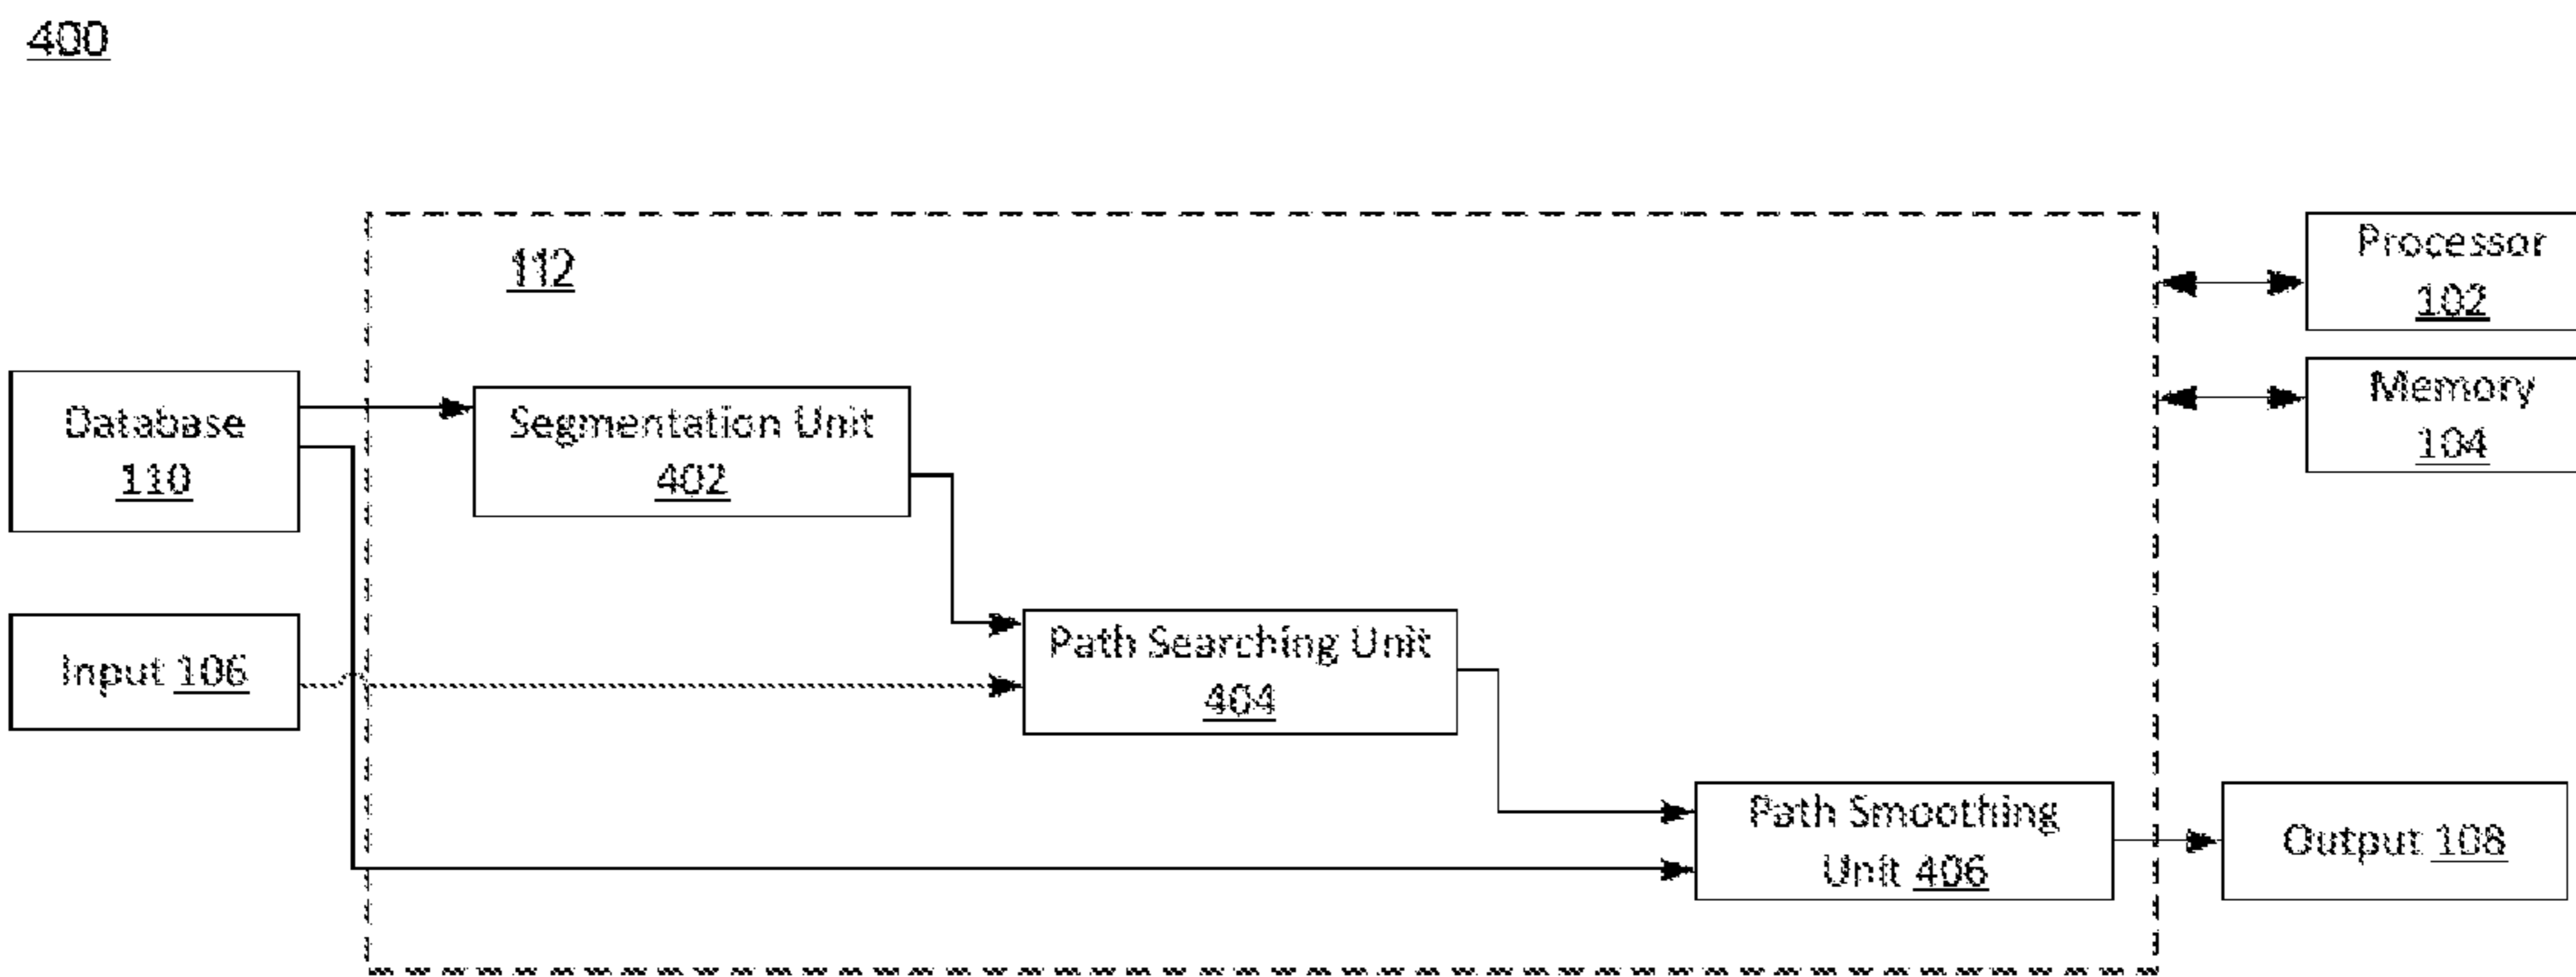 400
112
Processor
102
Memory
104
Database
110
Segmentation Unit
402
Input 106
Path Searching Unit
404
Path Smoothing
Unit 406
Output 108